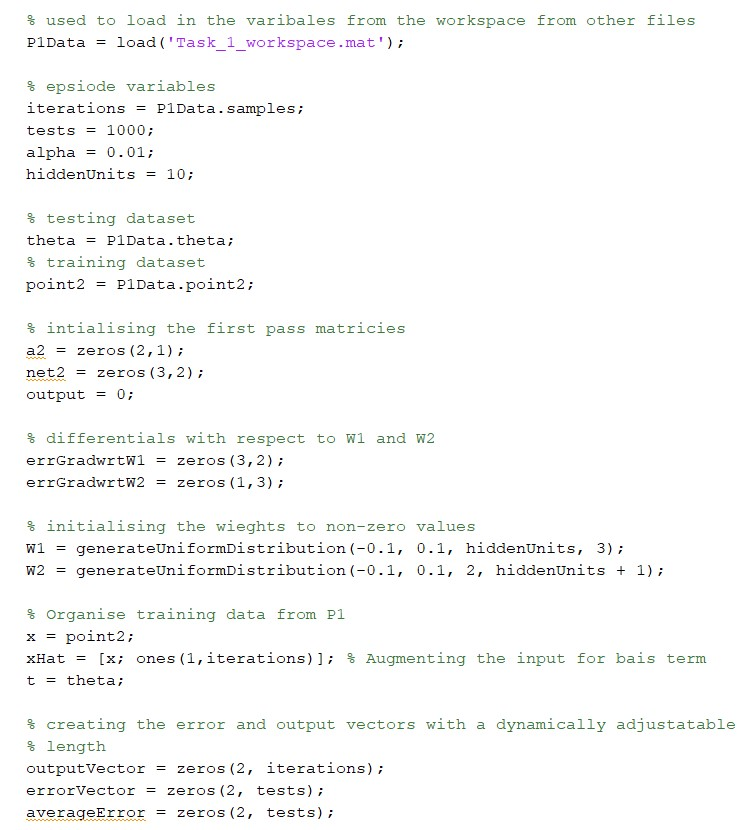 % used to load in the varibales from the workspace from other files
P1Data = load('Task_1_workspace.mat');
% epsiode variables
iterations = P1Data.samples;
tests = 1000;
alpha = 0.01;
hiddenUnits = 10;
% testing dataset
theta = P1Data.theta;
% training dataset
point2 = P1Data.point2;
% intialising the first pass matricies
a2 = zeros(2,1);
net2 = zeros(3,2);
output = 0;
% differentials with respect to W1 and W2
errGradwrtW1 = zeros(3,2);
errGradwrtW2 = zeros(1,3);
% initialising the wieghts to non-zero values
W1 = generateUniformDistribution(-0.1, 0.1, hiddenUnits, 3);
W2 = generateUniformDistribution(-0.1, 0.1, 2, hiddenUnits + 1);
% Organise training data from P1
x = point2;
xHat = [x; ones(1,iterations)]; % Augmenting the input for bais term
t = theta;
% creating the error and output vectors with a dynamically adjustatable
% length
outputVector = zeros(2, iterations);
errorVector = zeros(2, tests);
averageError = zeros(2, tests);